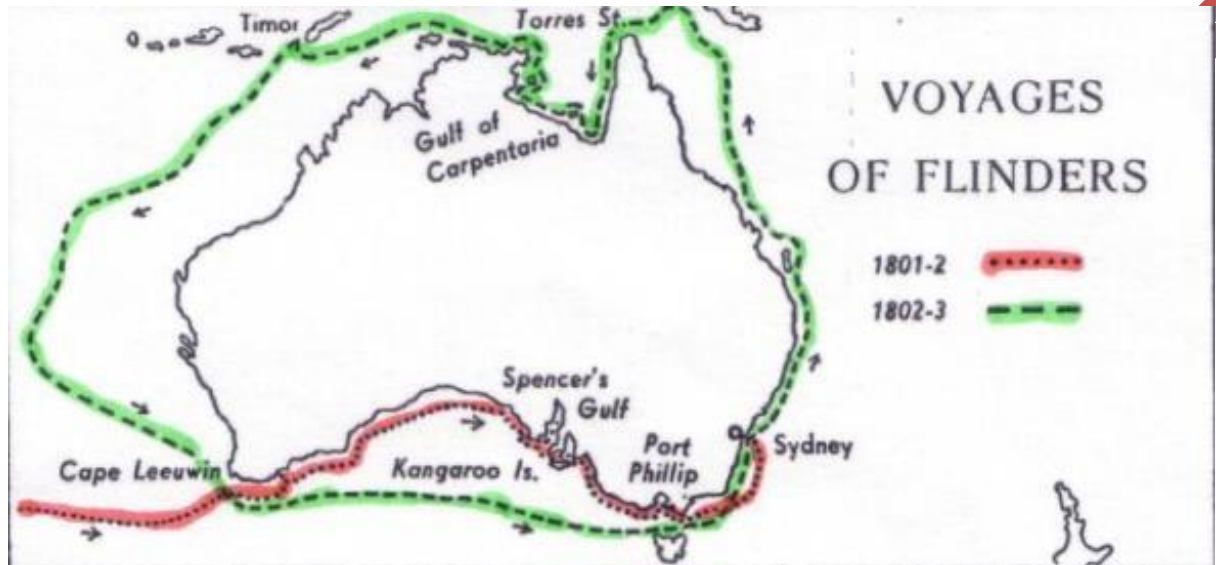 Timor
Torres St.
VOYAGES
OF FLINDERS
Gulf of
Carpentaria
1801-2
1802-3
Spencer's
Gulf
Port
Phillip
Sydney
Cape Leeuwin
Kangaroo Is.